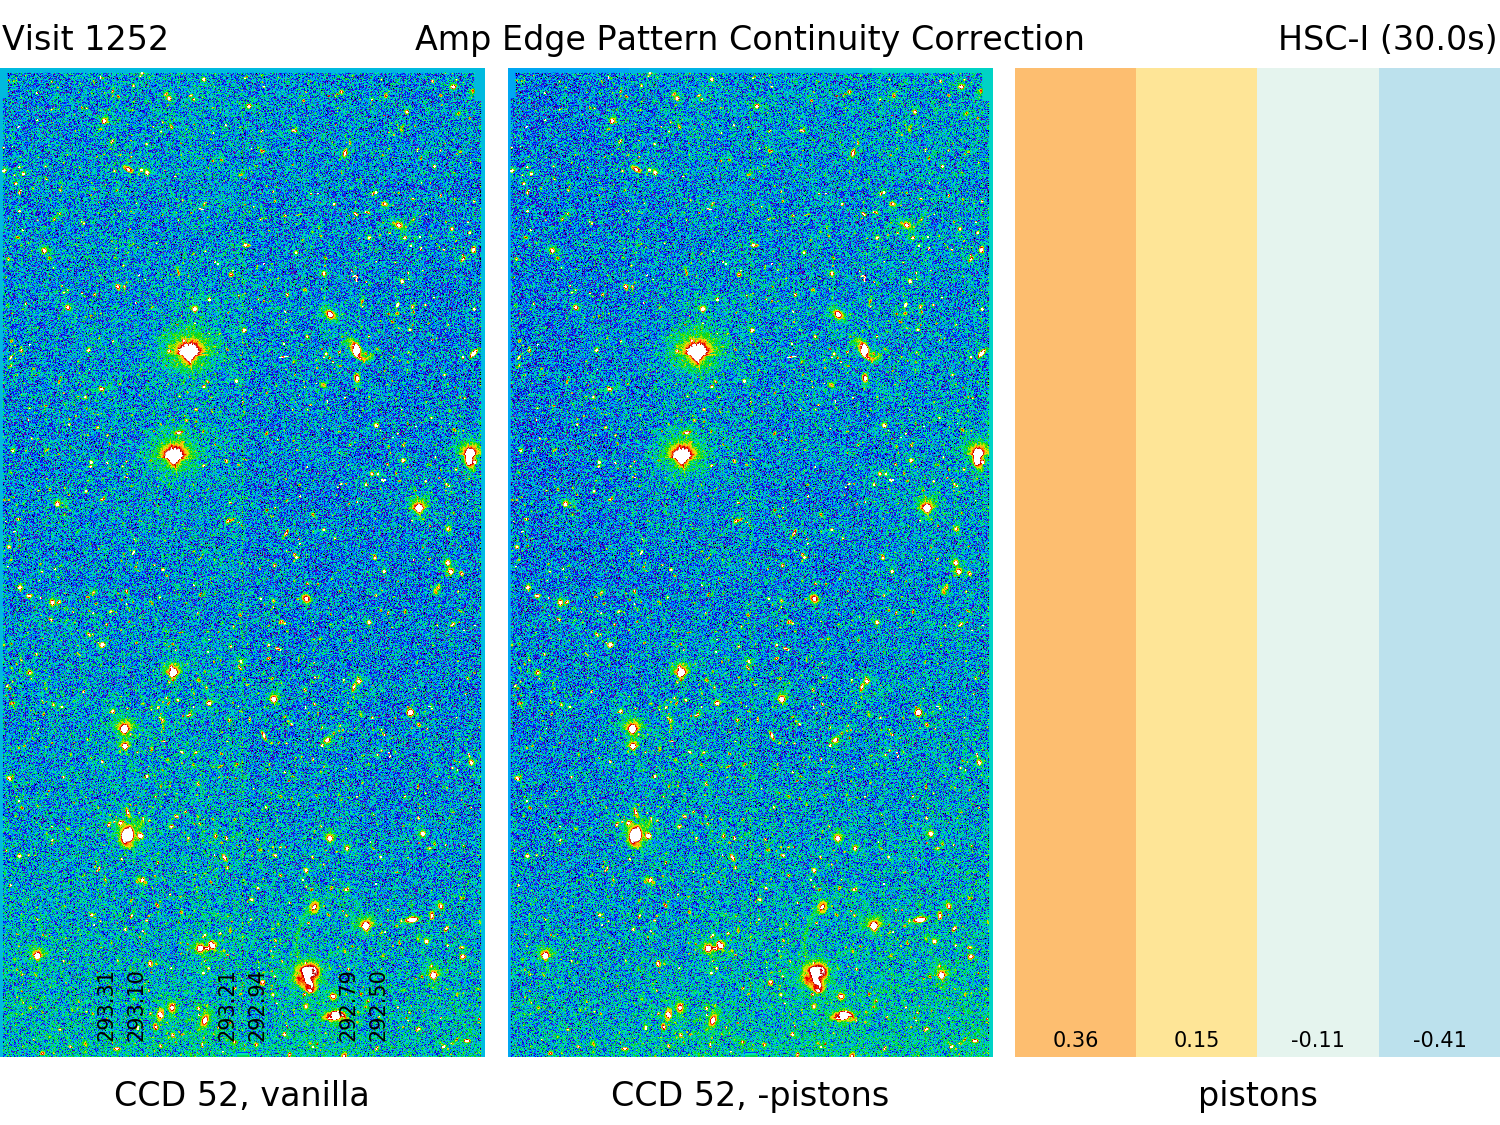 Visit 1252
Amp Edge Pattern Continuity Correction
HSC-I (30.0s)
293.31
293.10
293.21
292.94
292.79
292.50
0.36
0.15
-0.11
-0.41
CCD 52, vanilla
CCD 52, -pistons
pistons